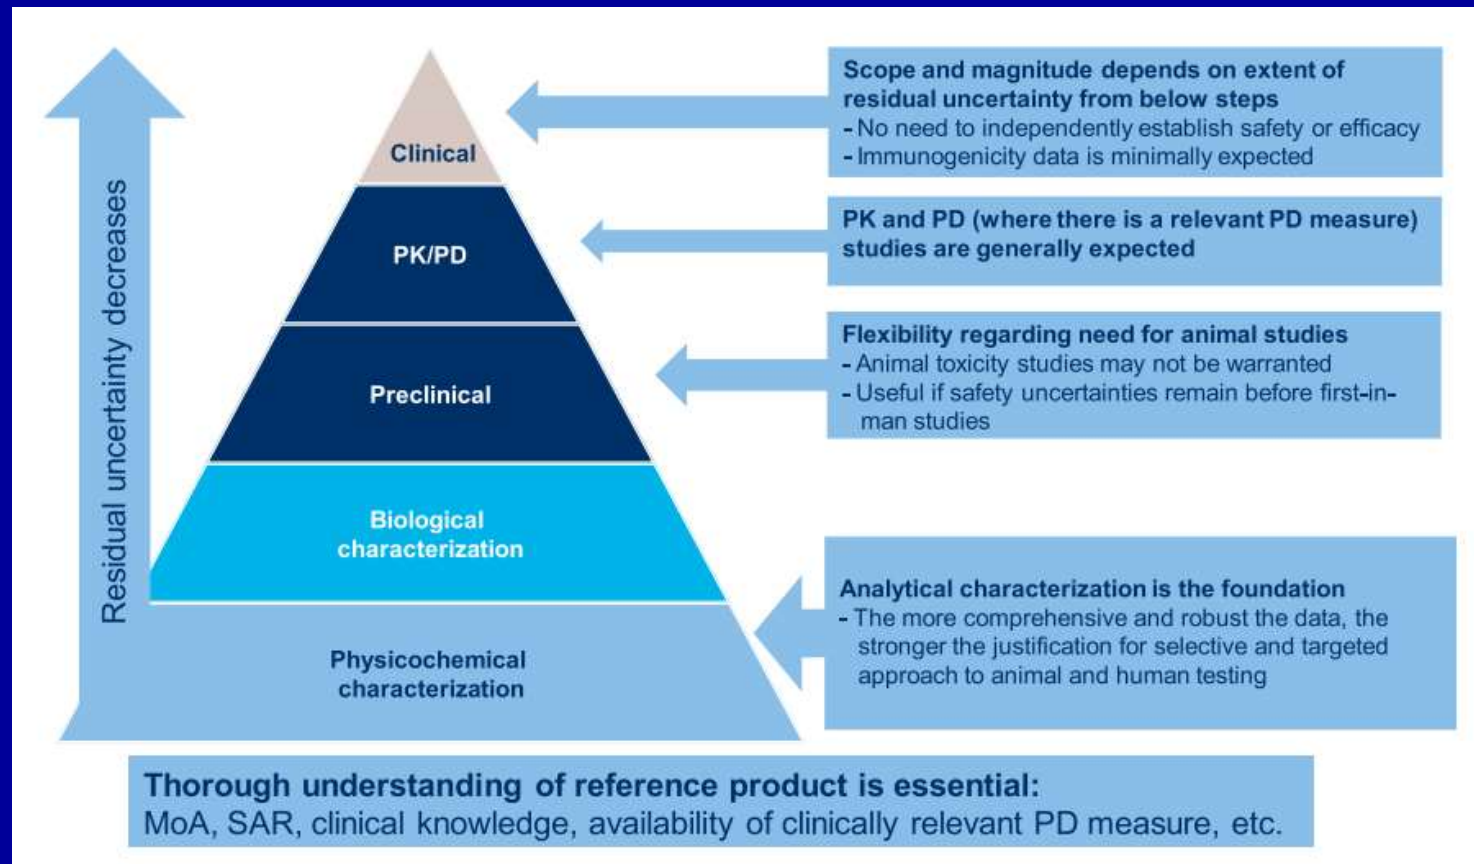 Residual uncertainty decreases
Clinical
PK/PD
Preclinical
Biological
characterization
Physicochemical
characterization
Scope and magnitude depends on extent of
residual uncertainty from below steps
- No need to independently establish safety or efficacy
- Immunogenicity data is minimally expected
PK and PD (where there is a relevant PD measure)
studies are generally expected
Flexibility regarding need for animal studies
- Animal toxicity studies may not be warranted
- Useful if safety uncertainties remain before first-in-
man studies
Analytical characterization is the foundation
- The more comprehensive and robust the data, the
stronger the justification for selective and targeted
approach to animal and human testing
Thorough understanding of reference product is essential:
MoA, SAR, clinical knowledge, availability of clinically relevant PD measure, etc.